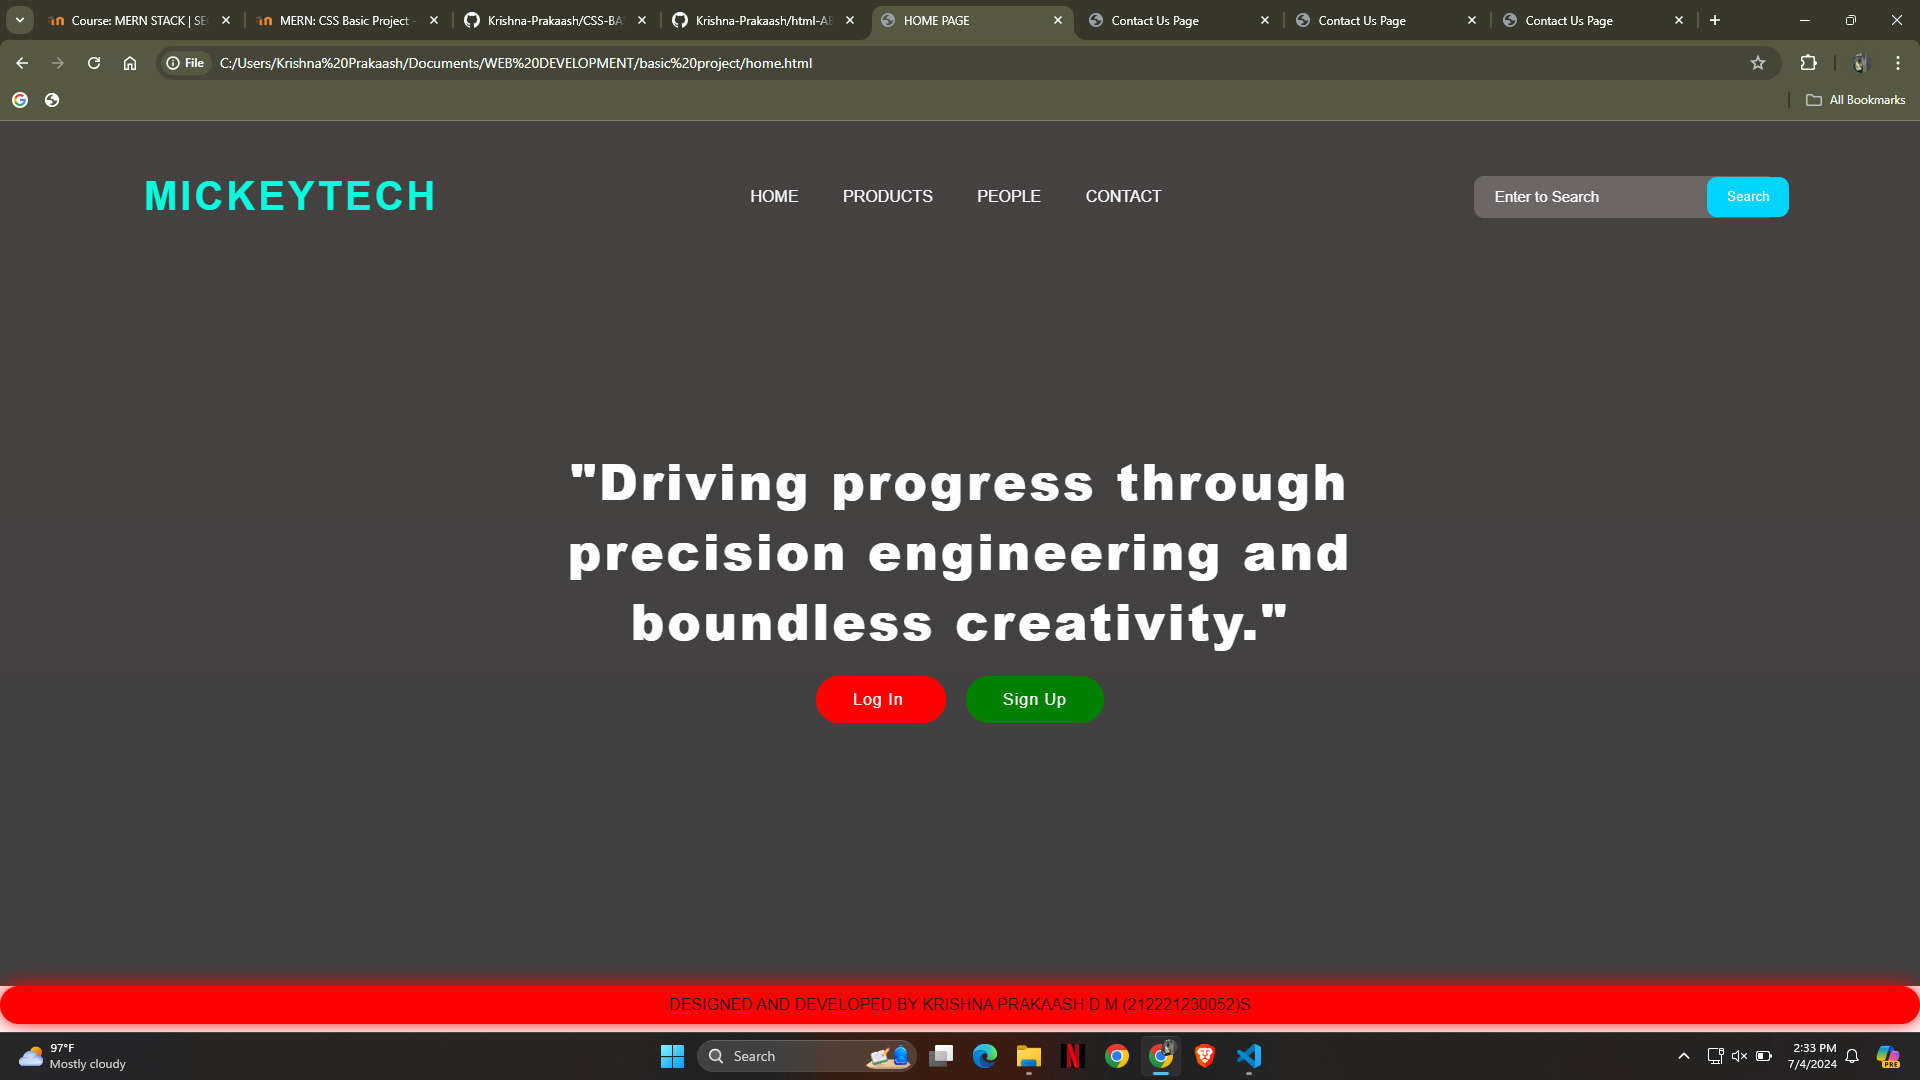 Course: MERN STACK | SE
MERN: CSS Basic Project
Krishna-Prakaash/CSS-BA
Krishna-Prakaash/html-AB
HOME PAGE
Contact Us Page
Contact Us Page
Contact Us Page
File
C:/Users/Krishna%20Prakaash/Documents/WEB%20DEVELOPMENT/basic%20project/home.html
All Bookmarks
MICKEYTECH
HOME
PRODUCTS
PEOPLE
CONTACT
Enter to Search
Search
"Driving progress through
precision engineering and
boundless creativity."
Log In
Sign Up
DESIGNED AND DEVELOPED BY KRISHNA PRAKAASH D M (212221230052)S
97°F
Mostly cloudy
Search
2:33 PM
7/4/2024
PRE